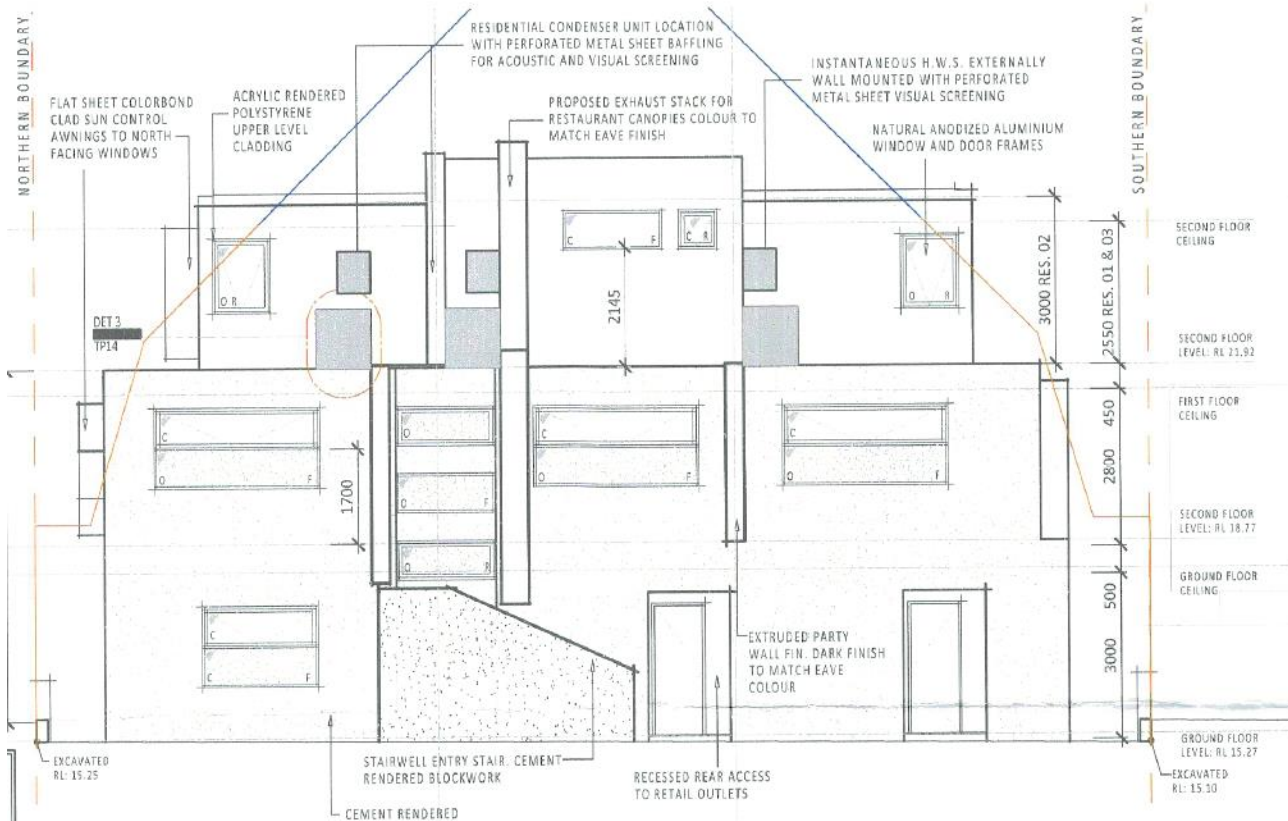 NORTHERN BOUNDARY
FLAT SHEET COLORBOND
CLAD SUN CONTROL
AWNINGS TO NORTH
FACING WINDOWS
ACRYLIC RENDERED
POLYSTYRENE
UPPER LEVEL
CLADDING
RESIDENTIAL CONDENSER UNIT LOCATION
WITH PERFORATED METAL SHEET BAFFLING
FOR ACOUSTIC AND VISUAL SCREENING
PROPOSED EXHAUST STACK FOR
RESTAURANT CANOPIES COLOUR TO
MATCH EAVE FINISH
INSTANTANEOUS H.W.S. EXTERNALLY
WALL MOUNTED WITH PERFORATED
METAL SHEET VISUAL SCREENING
NATURAL ANODIZED ALUMINIUM
WINDOW AND DOOR FRAMES
SOUTHERN BOUNDARY
SECOND FLOOR
CEILING
C F
C R
O R
O R
2145
3000 RES. 02
2550 RES. 01 & 03
DET 3
TP14
SECOND FLOOR
LEVEL: RL 21.92
FIRST FLOOR
CEILING
450
2800
C
O F
O
O F
O R
C
O F
C
O F
1700
SECOND FLOOR
LEVEL: RL 18.77
GROUND FLOOR
CEILING
500
3000
C
C F
EXTRUDED PARTY
WALL FIN. DARK FINISH
TO MATCH EAVE
COLOUR
GROUND FLOOR
LEVEL: RL 15.27
EXCAVATED
RL: 15.25
STAIRWELL ENTRY STAIR. CEMENT
RENDERED BLOCKWORK
RECESSED REAR ACCESS
TO RETAIL OUTLETS
EXCAVATED
RL: 15.10
CEMENT RENDERED